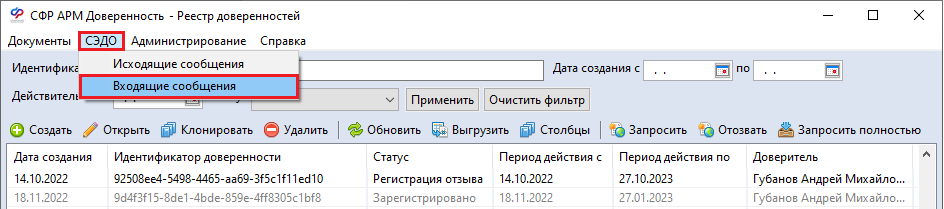 СФР АРМ Доверенность - Реестр доверенностей
Документы СЭДО Администрирование Справка
Исходящие сообщения
Дата создания с . . по . .
Входящие сообщения
Применить Очистить фильтр
Создать Открыть Клонировать Удалить Обновить Выгрузить Столбцы Запросить Отозвать Запросить полностью
Дата создания Идентификатор доверенности Статус Период действия с Период действия по Доверитель
14.10.2022 92508ee4-5498-4465-aa69-3f5c1f11ed10 Регистрация отзыва 14.10.2022 27.10.2023 Губанов Андрей Михайло...
18.11.2022 9d4f3f15-8de1-4bde-859e-4ff8305c1bf8 Зарегистрировано 18.11.2022 27.01.2023 Губанов Андрей Михайло...